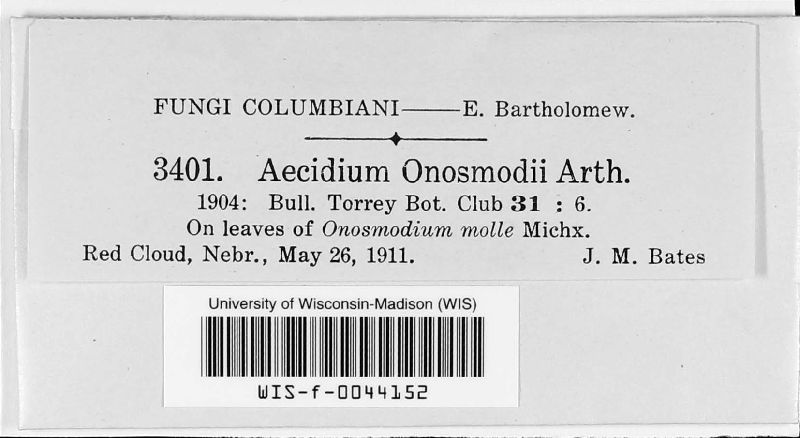 FUNGI COLUMBIANI——E. Bartholomew.
3401. Aecidium Onosmodii Arth.
1904: Bull. Torrey Bot. Club 31 : 6.
On leaves of Onosmodium molle Michx.
Red Cloud, Nebr., May 26, 1911. J. M. Bates
University of Wisconsin-Madison (WIS)
WIS-f-0044152